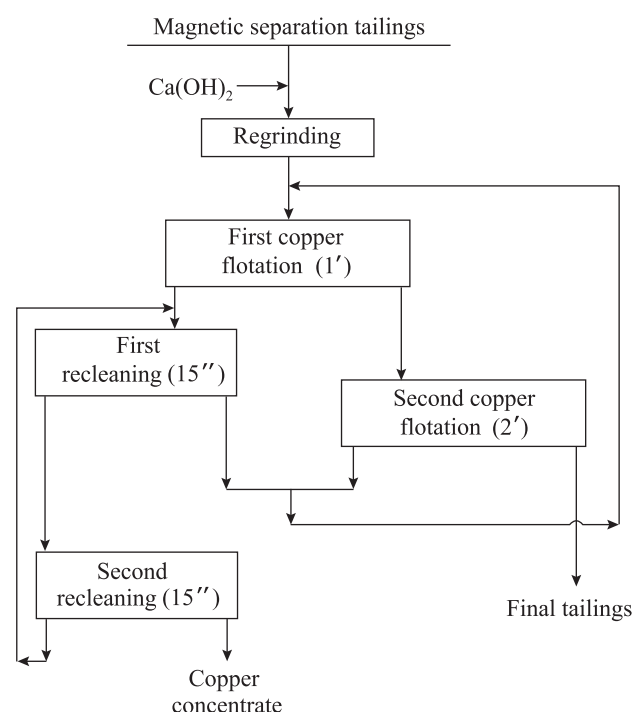 Magnetic separation tailings
Ca(OH)₂
Regrinding
First copper
flotation (1′)
First
recleaning (15″)
Second copper
flotation (2′)
Second
recleaning (15″)
Final tailings
Copper
concentrate